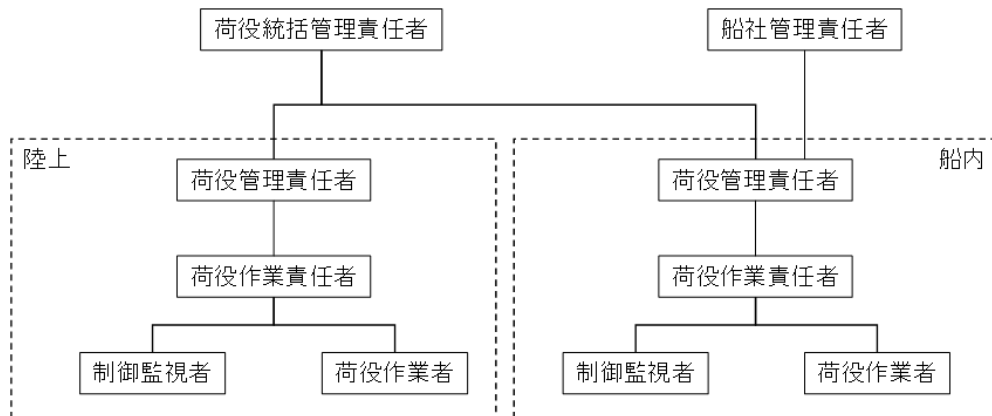 荷役統括管理責任者
船社管理責任者
陸上
船内
荷役管理責任者
荷役管理責任者
荷役作業責任者
荷役作業責任者
制御監視者
荷役作業者
制御監視者
荷役作業者